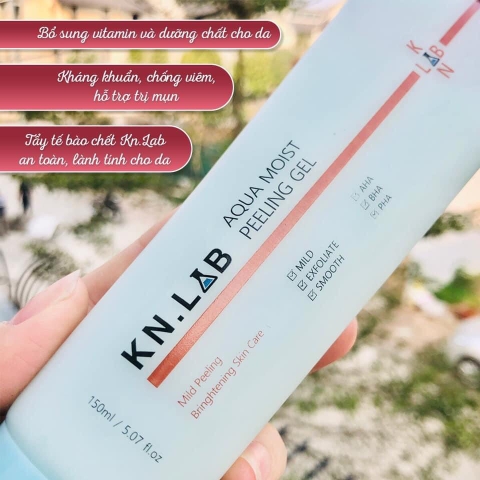 Bổ sung vitamin và dưỡng chất cho da
Kháng khuẩn, chống viêm,
hỗ trợ trị mụn
Tẩy tế bào chết Kn.Lab
an toàn, lành tính cho da
K LAB N
KN.LAB
AQUA MOIST
PEELING GEL
AHA
BHA
PHA
MILD
EXFOLIATE
SMOOTH
Mild Peeling
Bringhtening Skin Care
150ml / 5.07 fl.oz